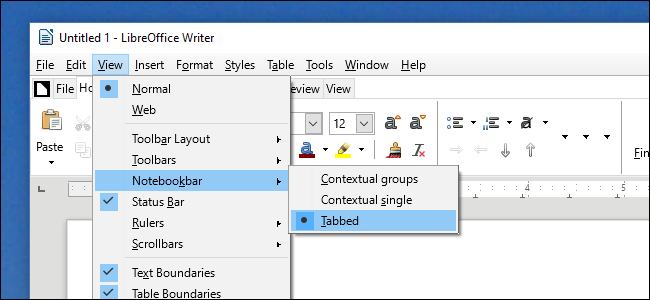 Untitled 1 - LibreOffice Writer
File Edit View Insert Format Styles Table Tools Window Help
File Ho eview View
Normal
Web
Toolbar Layout
Toolbars
Notebookbar
Status Bar
Rulers
Scrollbars
Text Boundaries
Table Boundaries
Contextual groups
Contextual single
Tabbed
Paste
12
Fin
4 5